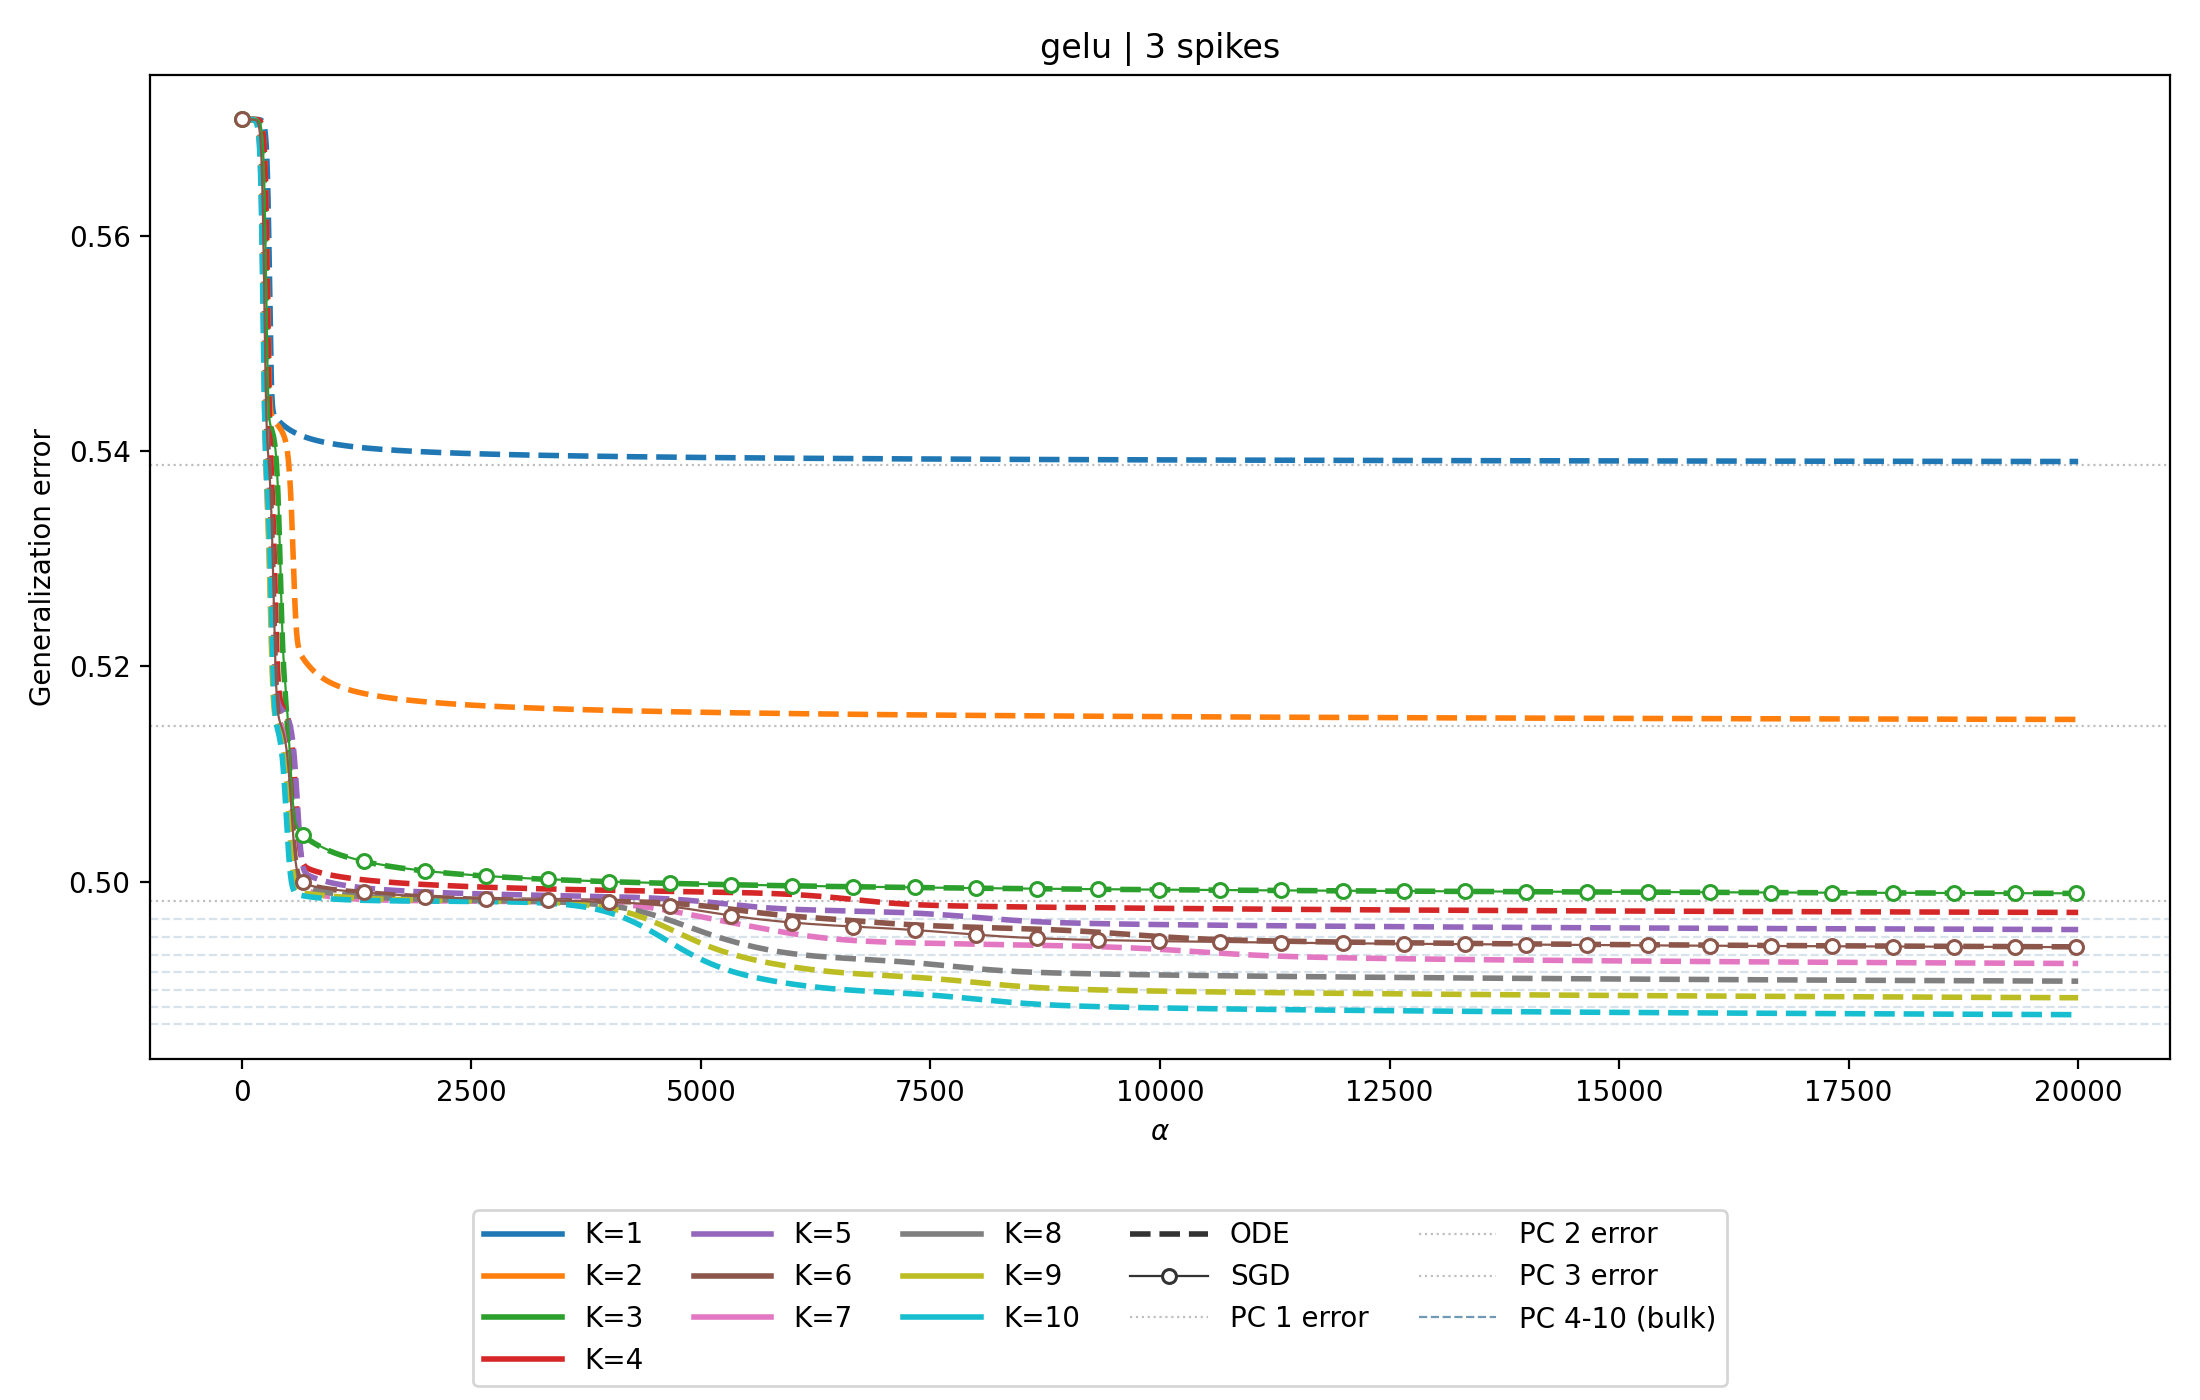 gelu | 3 spikes
Generalization error
0.56
0.54
0.52
0.50
0 2500 5000 7500 10000 12500 15000 17500 20000
α
K=1 K=5 K=8 ODE PC 2 error
K=2 K=6 K=9 SGD PC 3 error
K=3 K=7 K=10 PC 1 error PC 4-10 (bulk)
K=4